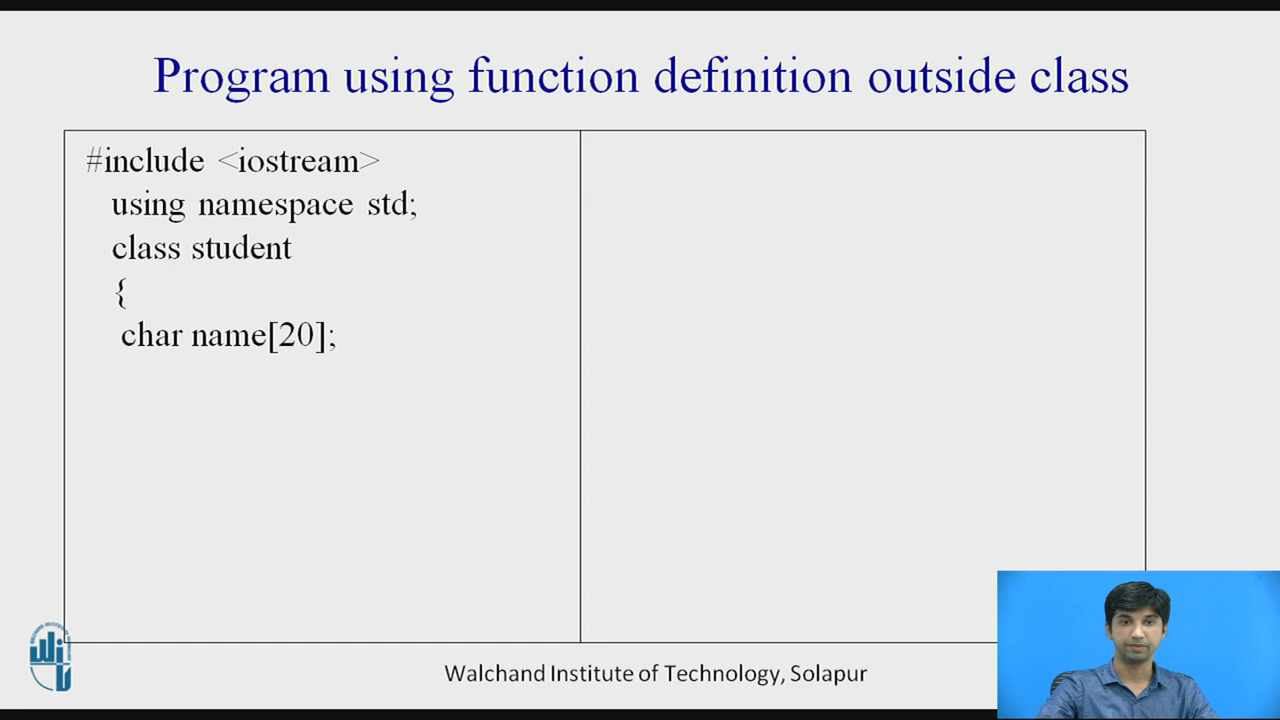 Program using function definition outside class
#include <iostream>
using namespace std;
class student
{
char name[20];
Walchand Institute of Technology, Solapur